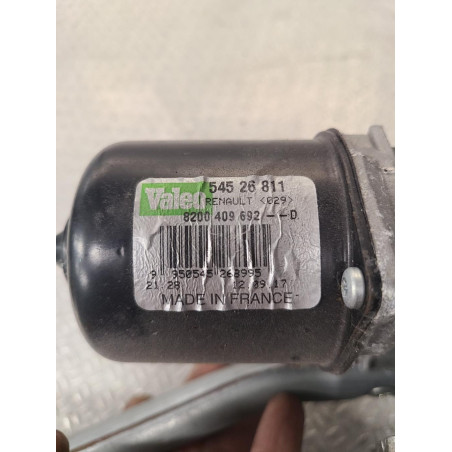 Valeo 545 26 811
RENAULT <029>
8200 409 692 -- D
9 350545 268995
21:28 12.09.17
MADE IN FRANCE